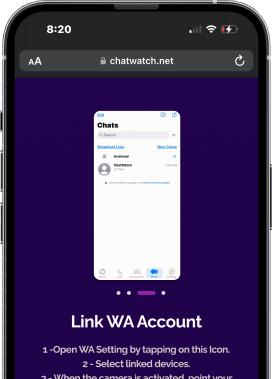 8:20
AA
chatwatch.net
Edit
Chats
Search
Broadcast Lists New Group
Archived
ChatWatch
Link WA Account
1 -Open WA Setting by tapping on this Icon.
2 - Select linked devices.
3 - When the camera is activated, point your